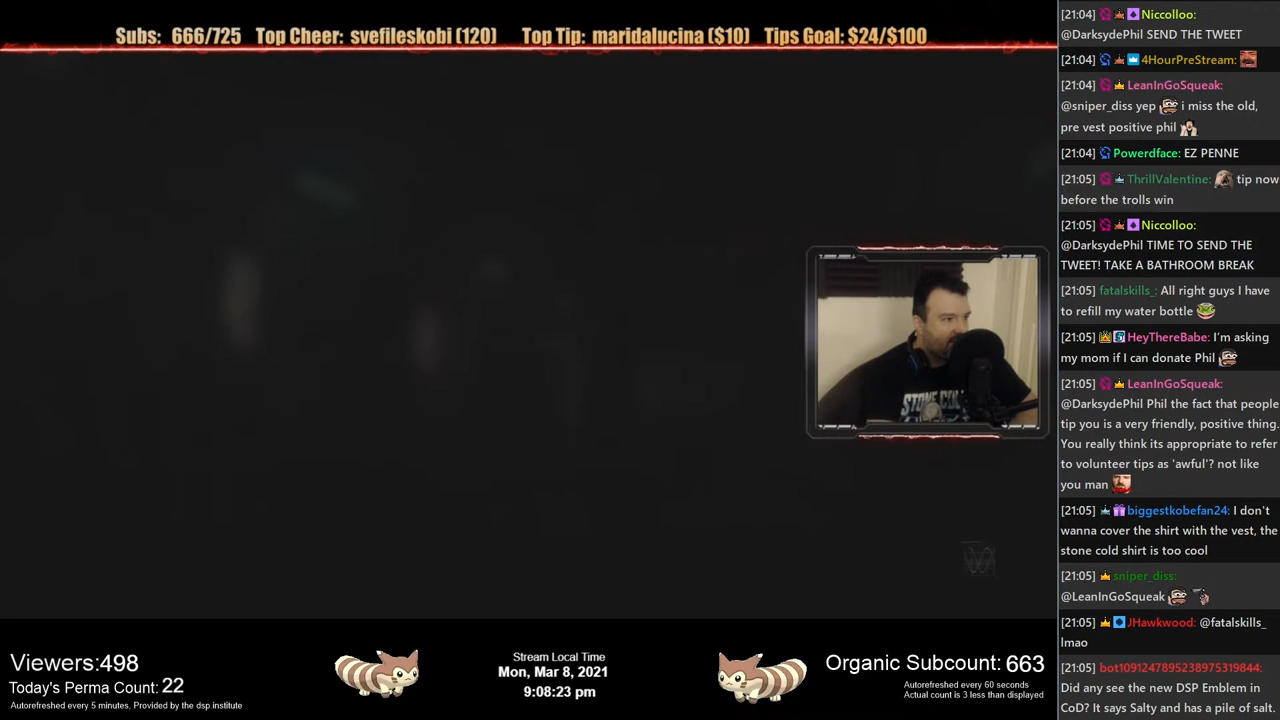 Subs: 666/725 Top Cheer: svefileskobi (120) Top Tip: maridalucina ($10) Tips Goal: $24/$100
STONE COL
Viewers:498
Today's Perma Count: 22
Autorefreshed every 5 minutes, Provided by the dsp.institute
Stream Local Time
Mon, Mar 8, 2021
9:08:23 pm
Organic Subcount: 663
Autorefreshed every 60 seconds
Actual count is 3 less than displayed
[21:04] Niccolloo:
@DarksydePhil SEND THE TWEET
[21:04] 4HourPreStream:
[21:04] LeanInGoSqueak:
@sniper_diss yep i miss the old,
pre vest positive phil
[21:04] Powerdface: EZ PENNE
[21:05] ThrillValentine: tip now
before the trolls win
[21:05] Niccolloo:
@DarksydePhil TIME TO SEND THE
TWEET! TAKE A BATHROOM BREAK
[21:05] fatalskills_: All right guys I have
to refill my water bottle
[21:05] HeyThereBabe: I'm asking
my mom if I can donate Phil
[21:05] LeanInGoSqueak:
@DarksydePhil Phil the fact that people
tip you is a very friendly, positive thing.
You really think its appropriate to refer
to volunteer tips as 'awful'? not like
you man
[21:05] biggestkobefan24: I don't
wanna cover the shirt with the vest, the
stone cold shirt is too cool
[21:05] sniper_diss:
@LeanInGoSqueak
[21:05] JHawkwood: @fatalskills_
lmao
[21:05] bot1091247895238975319844:
Did any see the new DSP Emblem in
CoD? It says Salty and has a pile of salt.